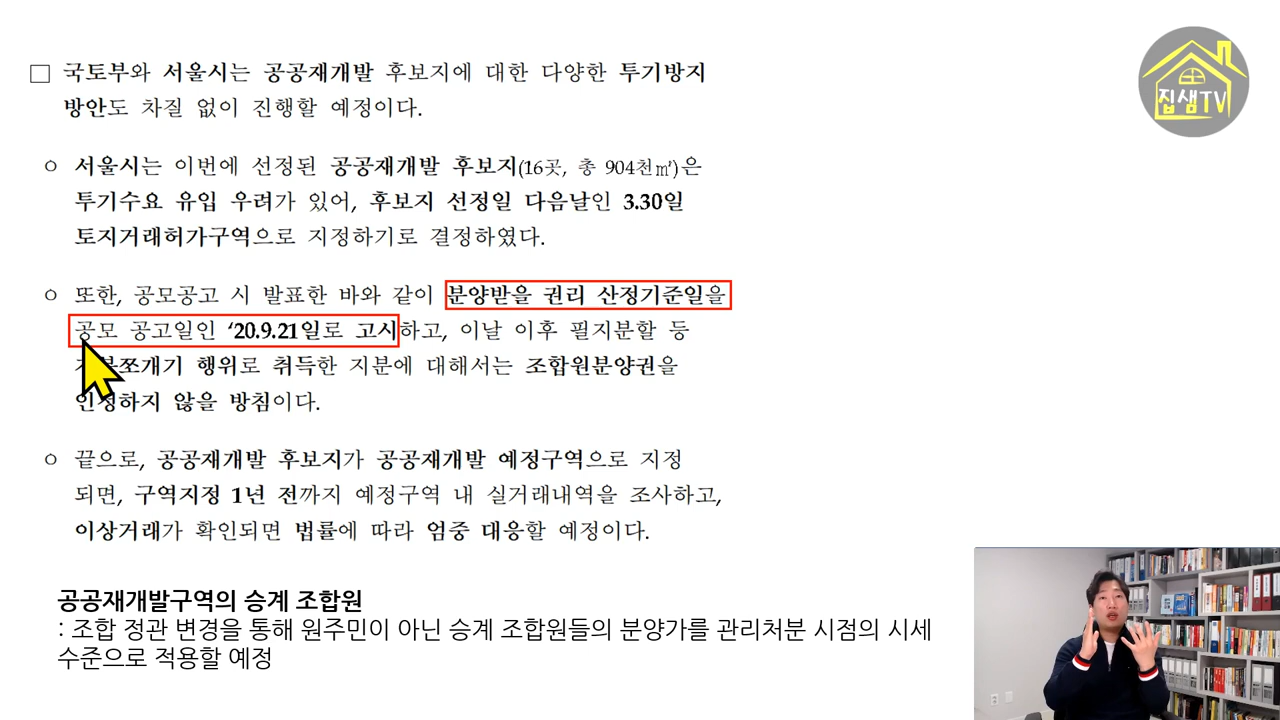 □ 국토부와 서울시는 공공재개발 후보지에 대한 다양한 투기방지
방안도 차질 없이 진행할 예정이다.
ㅇ 서울시는 이번에 선정된 공공재개발 후보지(16곳, 총 904천㎡)은
투기수요 유입 우려가 있어, 후보지 선정일 다음날인 3.30일
토지거래허가구역으로 지정하기로 결정하였다.
ㅇ 또한, 공모공고 시 발표한 바와 같이 분양받을 권리 산정기준일을
공모 공고일인 ‘20.9.21일로 고시하고, 이날 이후 필지분할 등
지분쪼개기 행위로 취득한 지분에 대해서는 조합원분양권을
인정하지 않을 방침이다.
ㅇ 끝으로, 공공재개발 후보지가 공공재개발 예정구역으로 지정
되면, 구역지정 1년 전까지 예정구역 내 실거래내역을 조사하고,
이상거래가 확인되면 법률에 따라 엄중 대응할 예정이다.
공공재개발구역의 승계 조합원
: 조합 정관 변경을 통해 원주민이 아닌 승계 조합원들의 분양가를 관리처분 시점의 시세
수준으로 적용할 예정
집샘TV